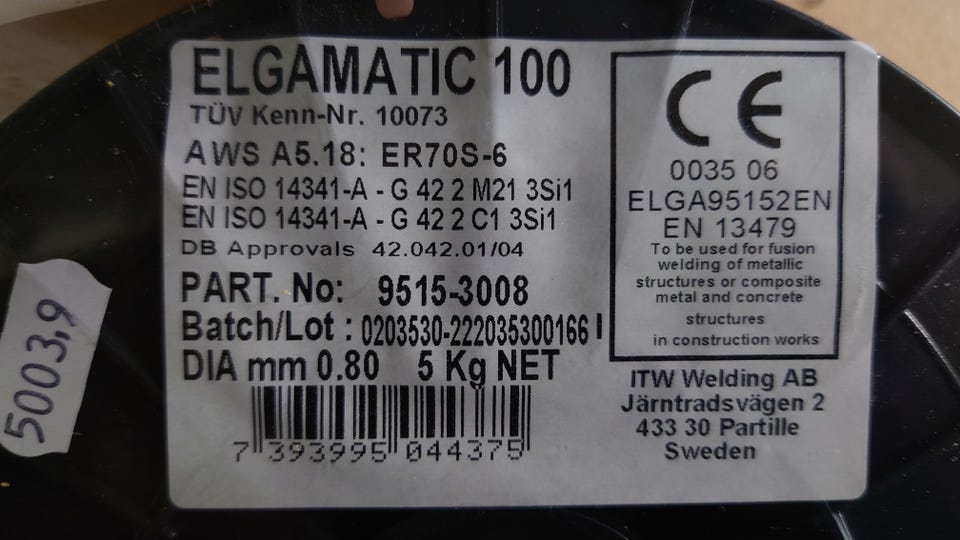 ELGAMATIC 100
TÜV Kenn-Nr. 10073
AWS A5.18: ER70S-6
EN ISO 14341-A - G 42 2 M21 3Si1
EN ISO 14341-A - G 42 2 C1 3Si1
DB Approvals 42.042.01/04
PART. No: 9515-3008
Batch/Lot : 0203530-222035300166 I
DIA mm 0.80 5 Kg NET
7 393995 044375
CE
0035 06
ELGA95152EN
EN 13479
To be used for fusion
welding of metallic
structures or composite
metal and concrete
structures
in construction works
ITW Welding AB
Järntradsvägen 2
433 30 Partille
Sweden
5003,9